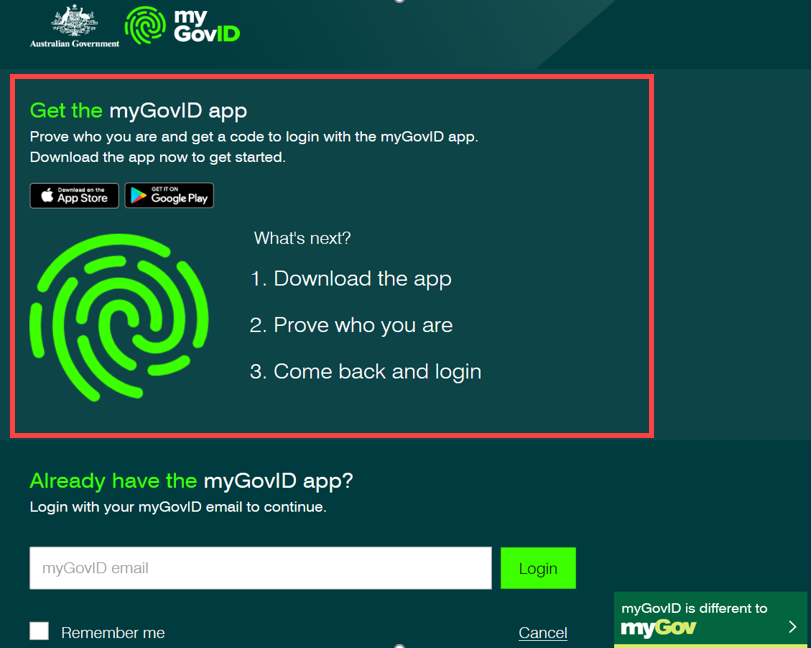 Australian Government
my
GovID
Get the myGovID app
Prove who you are and get a code to login with the myGovID app.
Download the app now to get started.
Download on the
App Store
GET IT ON
Google Play
What's next?
1. Download the app
2. Prove who you are
3. Come back and login
Already have the myGovID app?
Login with your myGovID email to continue.
myGovID email
Login
myGovID is different to
myGov
Remember me
Cancel